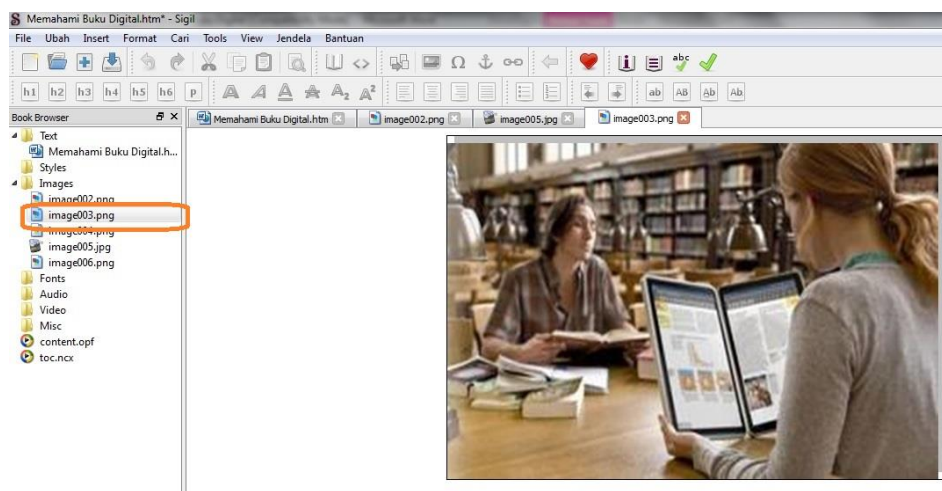 Memahami Buku Digital.htm* - Sigil
File Ubah Insert Format Cari Tools View Jendela Bantuan
abc
h1 h2 h3 h4 h5 h6 P A A A A A₂ A² ab AB Ab Ab
Book Browser
Memahami Buku Digital.htm image002.png image005.jpg image003.png
Text
Memahami Buku Digital.h...
Styles
Images
image002.png
image003.png
image004.png
image005.jpg
image006.png
Fonts
Audio
Video
Misc
content.opf
toc.ncx